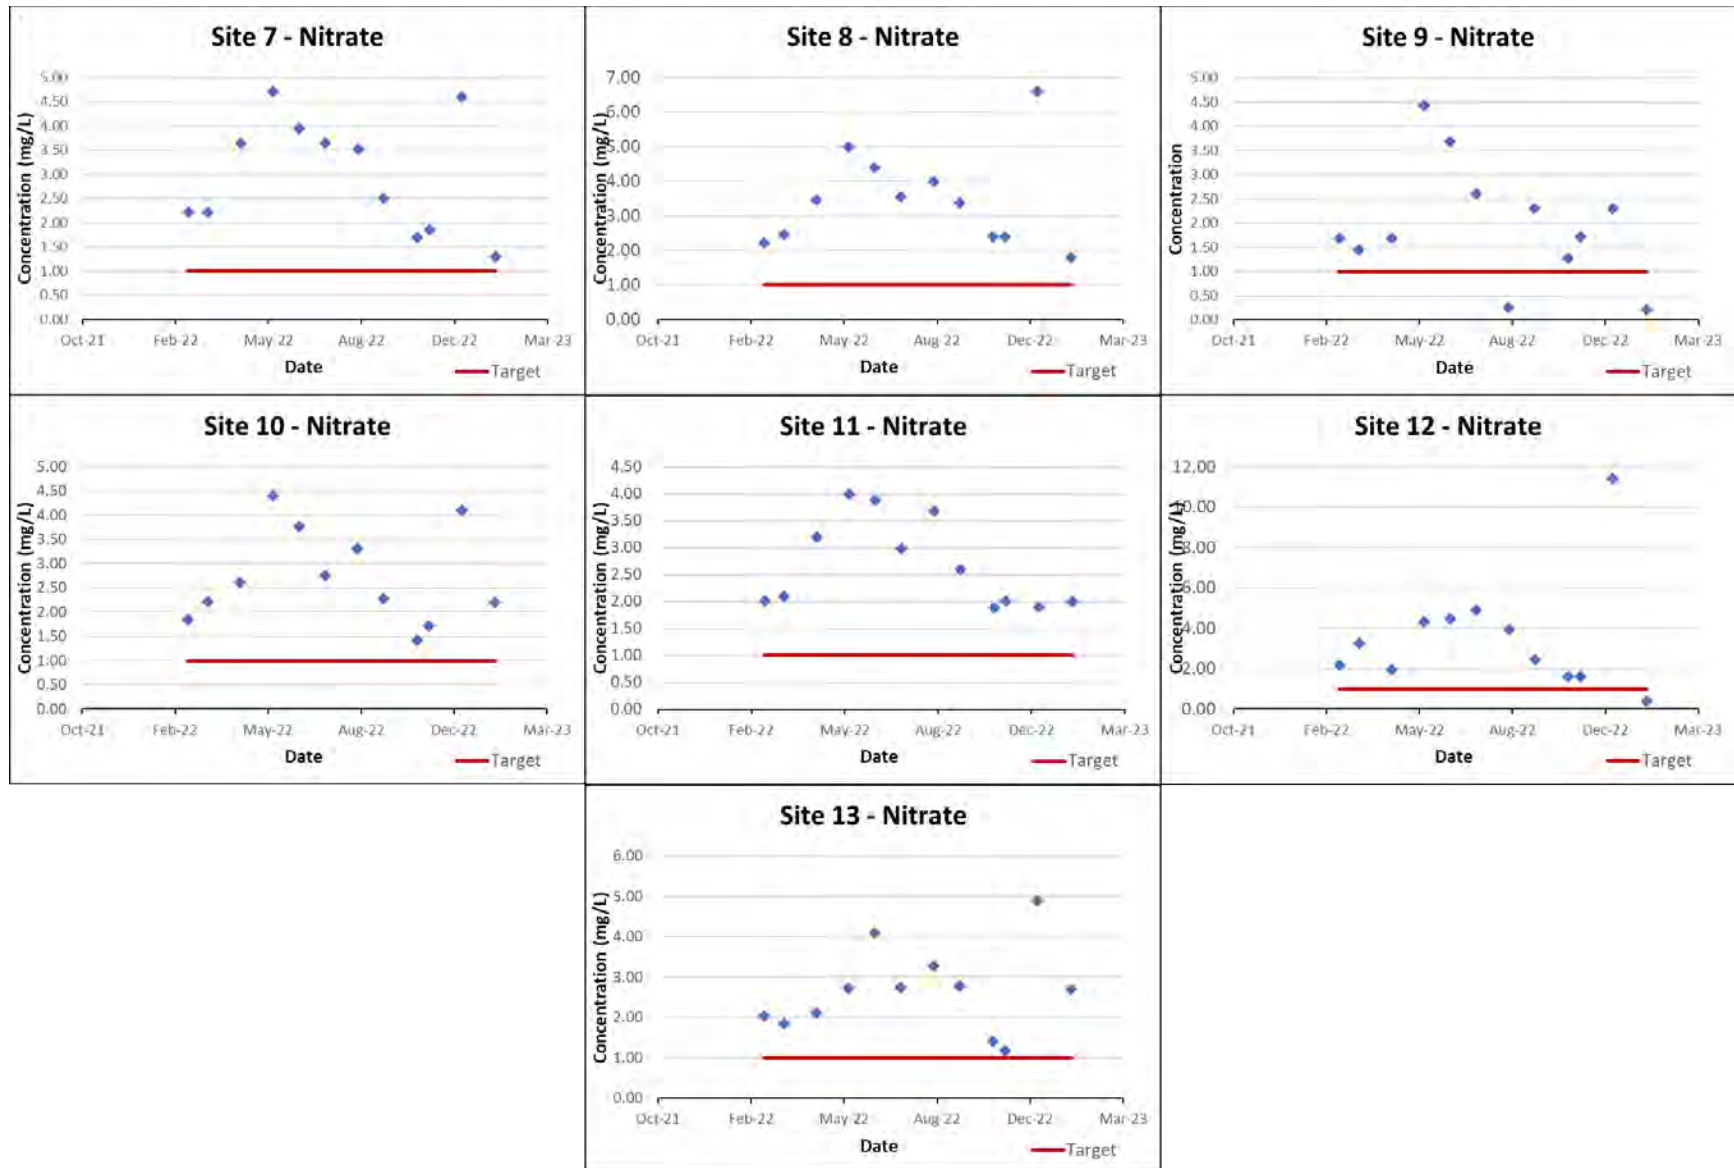 Site 7 - Nitrate
Concentration (mg/L)
5.00
4.50
4.00
3.50
3.00
2.50
2.00
1.50
1.00
0.50
0.00
Oct-21 Feb-22 May-22 Aug-22 Dec-22 Mar-23
Date
Target
Site 8 - Nitrate
Concentration (mg/L)
7.00
6.00
5.00
4.00
3.00
2.00
1.00
0.00
Oct-21 Feb-22 May-22 Aug-22 Dec-22 Mar-23
Date
Target
Site 9 - Nitrate
Concentration
5.00
4.50
4.00
3.50
3.00
2.50
2.00
1.50
1.00
0.50
0.00
Oct-21 Feb-22 May-22 Aug-22 Dec-22 Mar-23
Date
Target
Site 10 - Nitrate
Concentration (mg/L)
5.00
4.50
4.00
3.50
3.00
2.50
2.00
1.50
1.00
0.50
0.00
Oct-21 Feb-22 May-22 Aug-22 Dec-22 Mar-23
Date
Target
Site 11 - Nitrate
Concentration (mg/L)
4.50
4.00
3.50
3.00
2.50
2.00
1.50
1.00
0.50
0.00
Oct-21 Feb-22 May-22 Aug-22 Dec-22 Mar-23
Date
Target
Site 12 - Nitrate
Concentration (mg/L)
12.00
10.00
8.00
6.00
4.00
2.00
0.00
Oct-21 Feb-22 May-22 Aug-22 Dec-22 Mar-23
Date
Target
Site 13 - Nitrate
Concentration (mg/L)
6.00
5.00
4.00
3.00
2.00
1.00
0.00
Oct-21 Feb-22 May-22 Aug-22 Dec-22 Mar-23
Date
Target